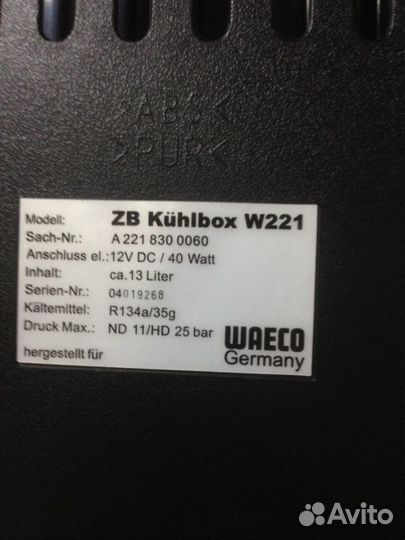 >ABS<
>PUR<
Modell: ZB Kühlbox W221
Sach-Nr.: A 221 830 0060
Anschluss el.: 12V DC / 40 Watt
Inhalt: ca.13 Liter
Serien-Nr.: 04019268
Kältemittel: R134a/35g
Druck Max.: ND 11/HD 25 bar
hergestellt für WAECO
Germany
Avito